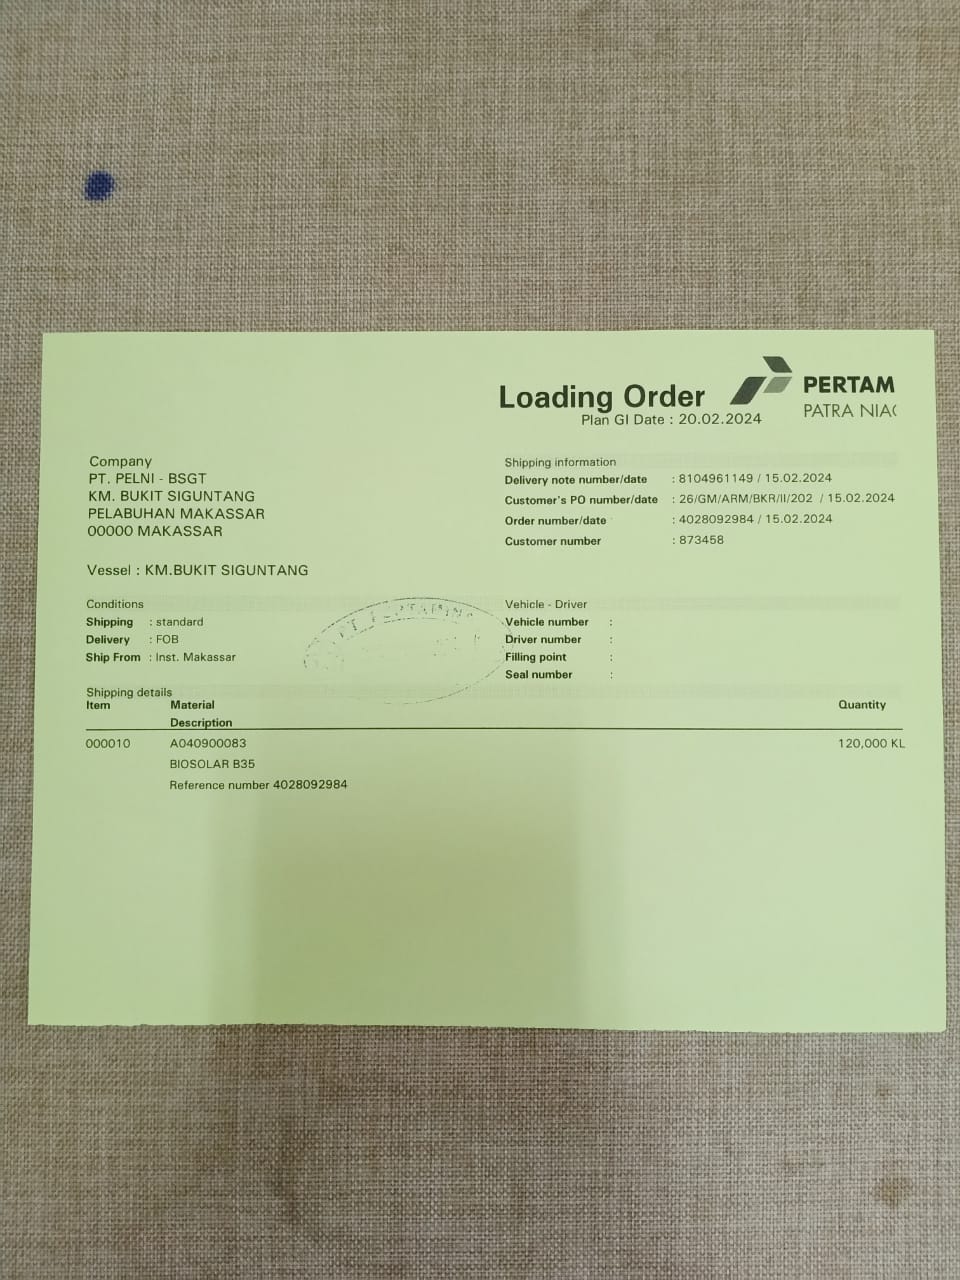 Loading Order
Plan GI Date : 20.02.2024
PERTAM
PATRA NIA
Company
PT. PELNI - BSGT
KM. BUKIT SIGUNTANG
PELABUHAN MAKASSAR
00000 MAKASSAR
Vessel : KM.BUKIT SIGUNTANG
Shipping information
Delivery note number/date : 8104961149 / 15.02.2024
Customer's PO number/date : 26/GM/ARM/BKR/II/202 / 15.02.2024
Order number/date : 4028092984 / 15.02.2024
Customer number : 873458
Conditions
Shipping : standard
Delivery : FOB
Ship From : Inst. Makassar
Vehicle - Driver
Vehicle number :
Driver number :
Filling point :
Seal number :
Shipping details
Item Material Quantity
Description
000010 A040900083 120,000 KL
BIOSOLAR B35
Reference number 4028092984